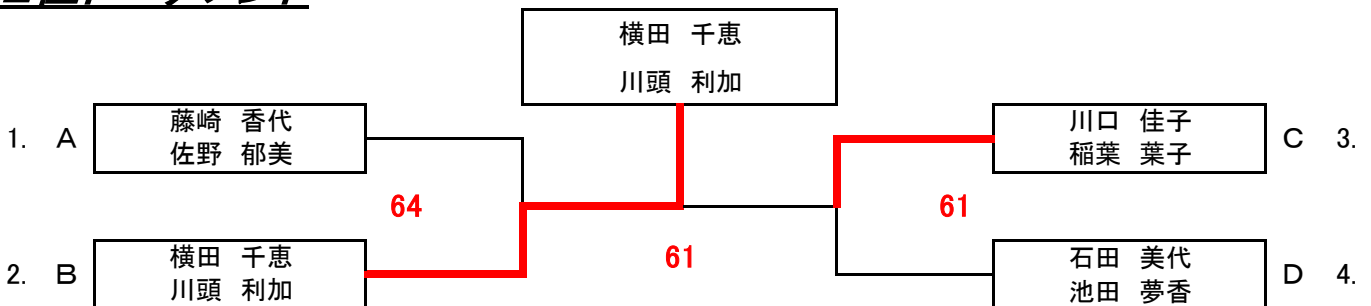 横田 千恵
川頭 利加
1. A 藤崎 香代
佐野 郁美
川口 佳子
稲葉 葉子 C 3.
64
61
61
2. B 横田 千恵
川頭 利加
石田 美代
池田 夢香 D 4.